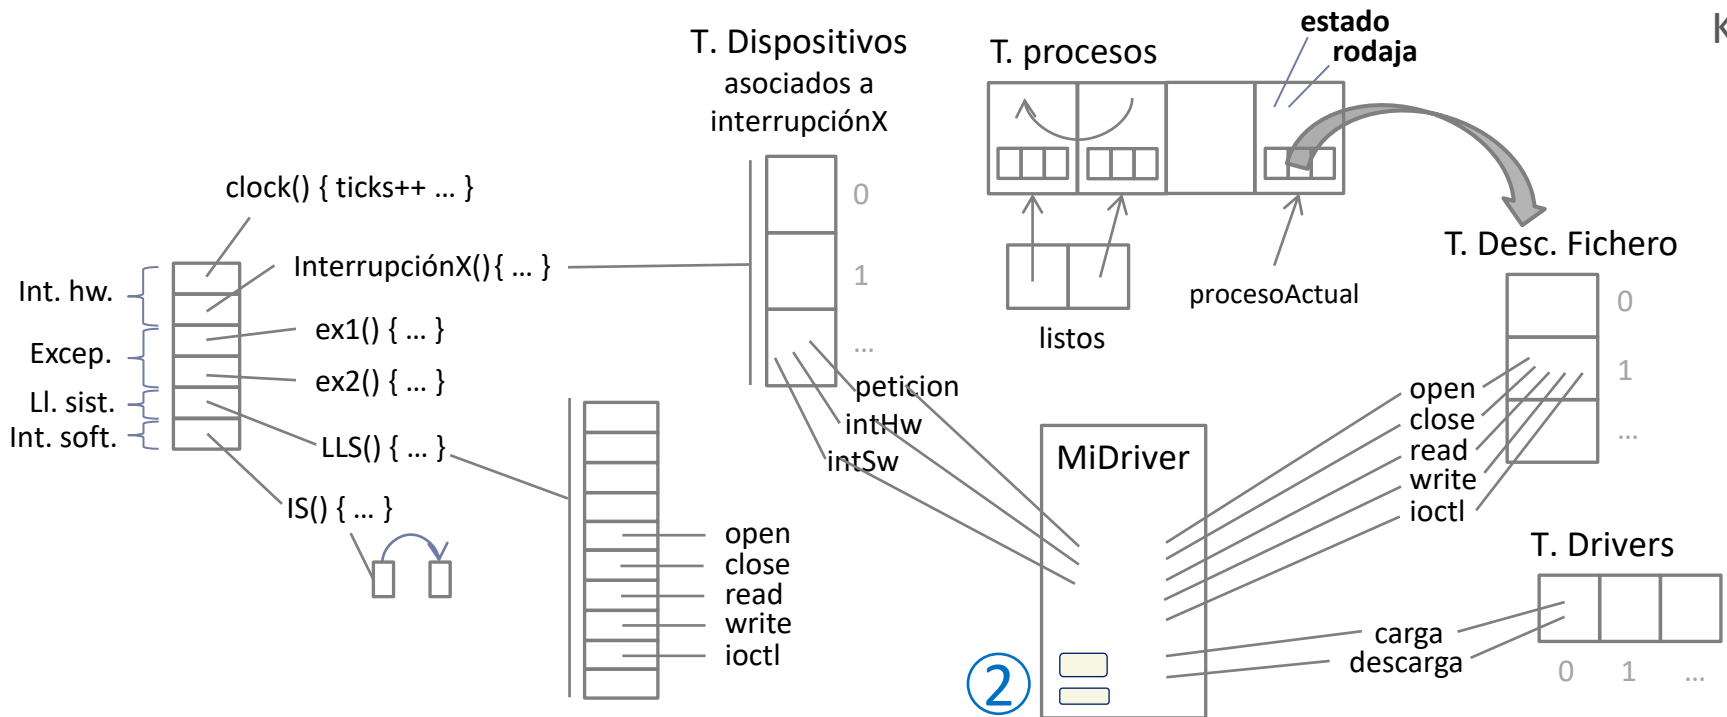 estado
rodaja
K
T. Dispositivos
asociados a
interrupciónX
T. procesos
clock() { ticks++ ... }
0
InterrupciónX() { ... }
1
Int. hw.
ex1() { ... }
Excep.
ex2() { ... }
...
Ll. sist.
Int. soft.
LLS() { ... }
IS() { ... }
peticion
intHw
intSw
listos
procesoActual
T. Desc. Fichero
0
1
...
MiDriver
open
close
read
write
ioctl
open
close
read
write
ioctl
T. Drivers
carga
descarga
0 1 ...
2